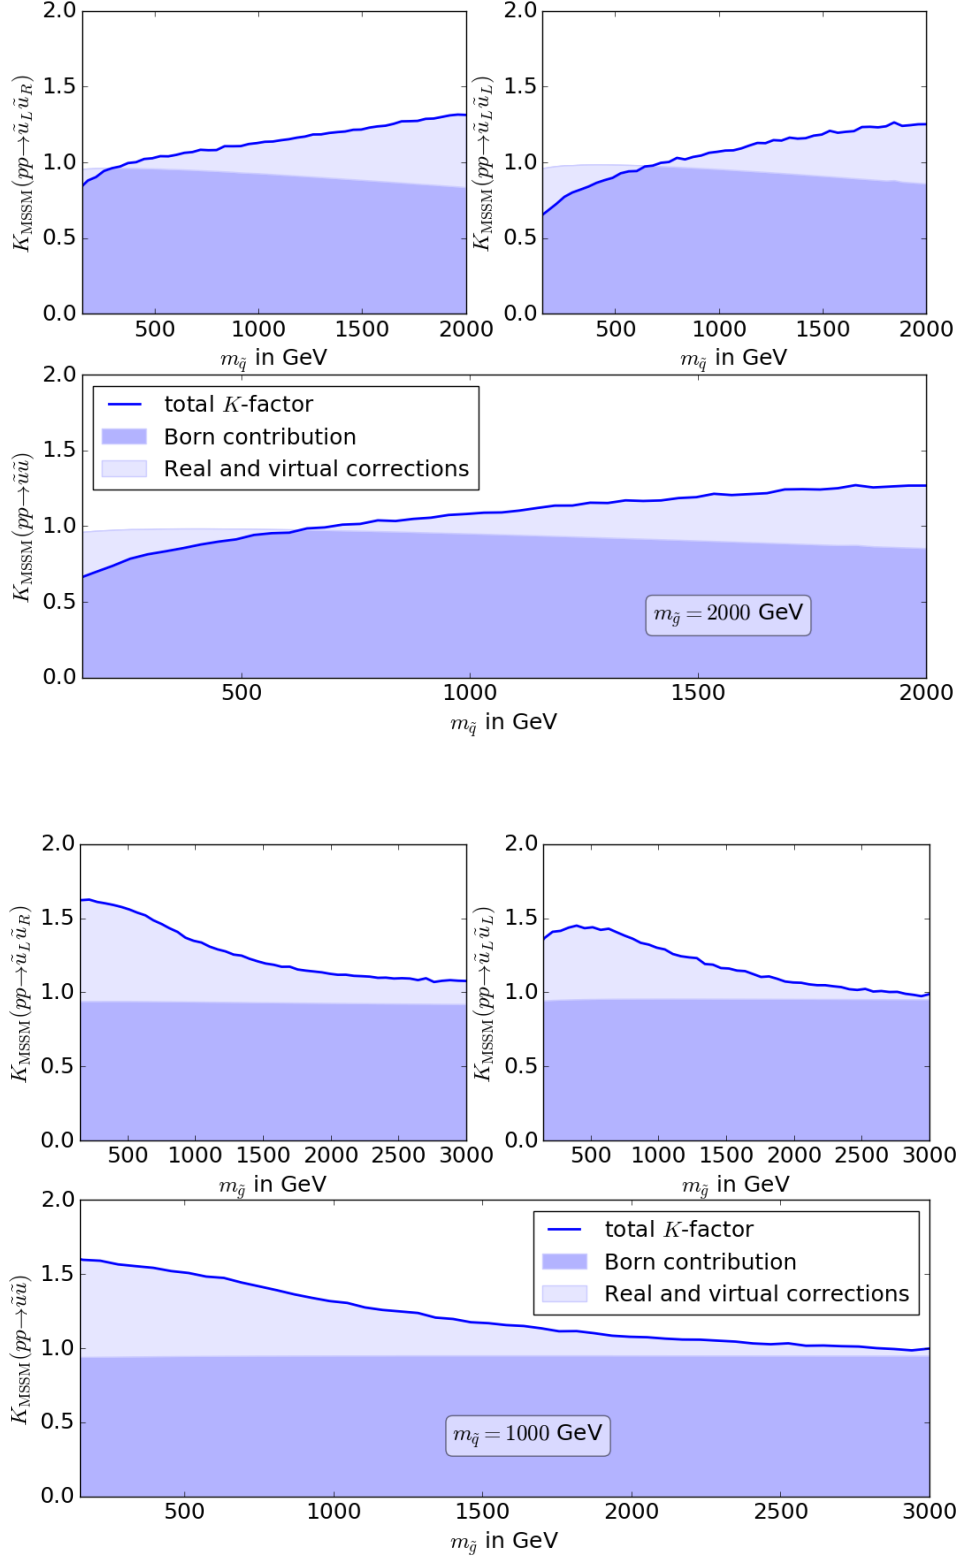 2.0 2.0
1.5 1.5
1.0 1.0
0.5 0.5
0.0 0.0
K_MSSM(pp→ũ_L ũ_R) K_MSSM(pp→ũ_L ũ_L)
500 1000 1500 2000 500 1000 1500 2000
m_q̃ in GeV m_q̃ in GeV
2.0
1.5
1.0
0.5
0.0
K_MSSM(pp→ũũ)
total K-factor
Born contribution
Real and virtual corrections
m_g̃ = 2000 GeV
500 1000 1500 2000
m_q̃ in GeV
2.0 2.0
1.5 1.5
1.0 1.0
0.5 0.5
0.0 0.0
K_MSSM(pp→ũ_L ũ_R) K_MSSM(pp→ũ_L ũ_L)
500 1000 1500 2000 2500 3000 500 1000 1500 2000 2500 3000
m_g̃ in GeV m_g̃ in GeV
2.0
1.5
1.0
0.5
0.0
K_MSSM(pp→ũũ)
total K-factor
Born contribution
Real and virtual corrections
m_q̃ = 1000 GeV
500 1000 1500 2000 2500 3000
m_g̃ in GeV